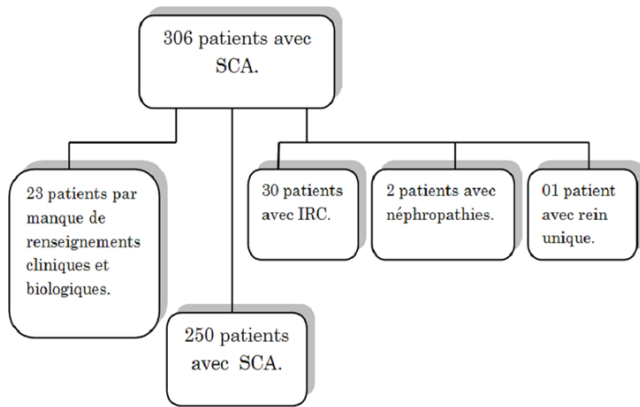 306 patients avec
SCA.
23 patients par
manque de
renseignements
cliniques et
biologiques.
30 patients
avec IRC.
2 patients avec
néphropathies.
01 patient
avec rein
unique.
250 patients
avec SCA.